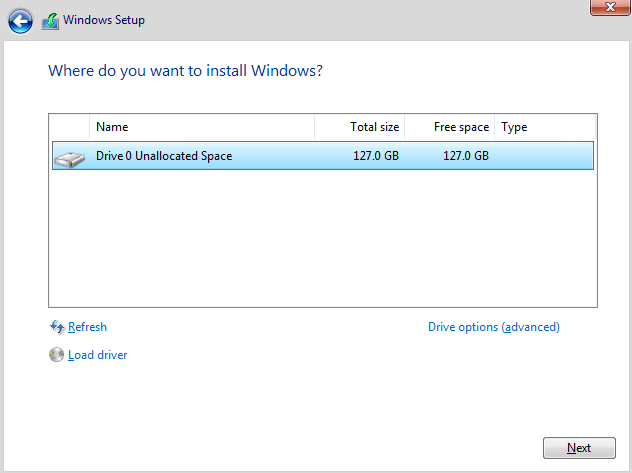 Windows Setup
Where do you want to install Windows?
Name Total size Free space Type
Drive 0 Unallocated Space 127.0 GB 127.0 GB
Refresh Drive options (advanced)
Load driver
Next